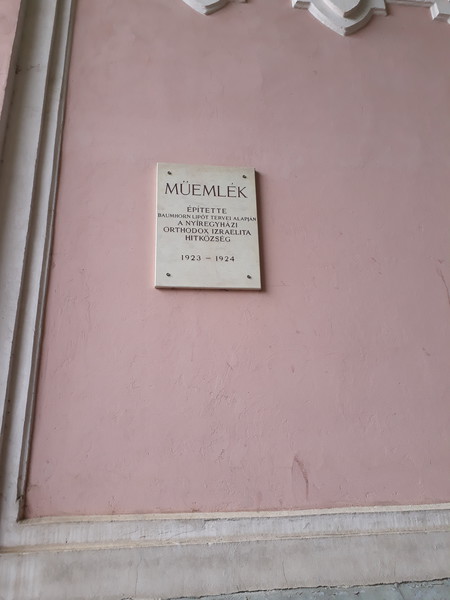 MŰEMLÉK
ÉPÍTETTE
BAUMHORN LIPÓT TERVEI ALAPJÁN
A NYÍREGYHÁZI
ORTHODOX IZRAELITA
HITKÖZSÉG
1923 – 1924